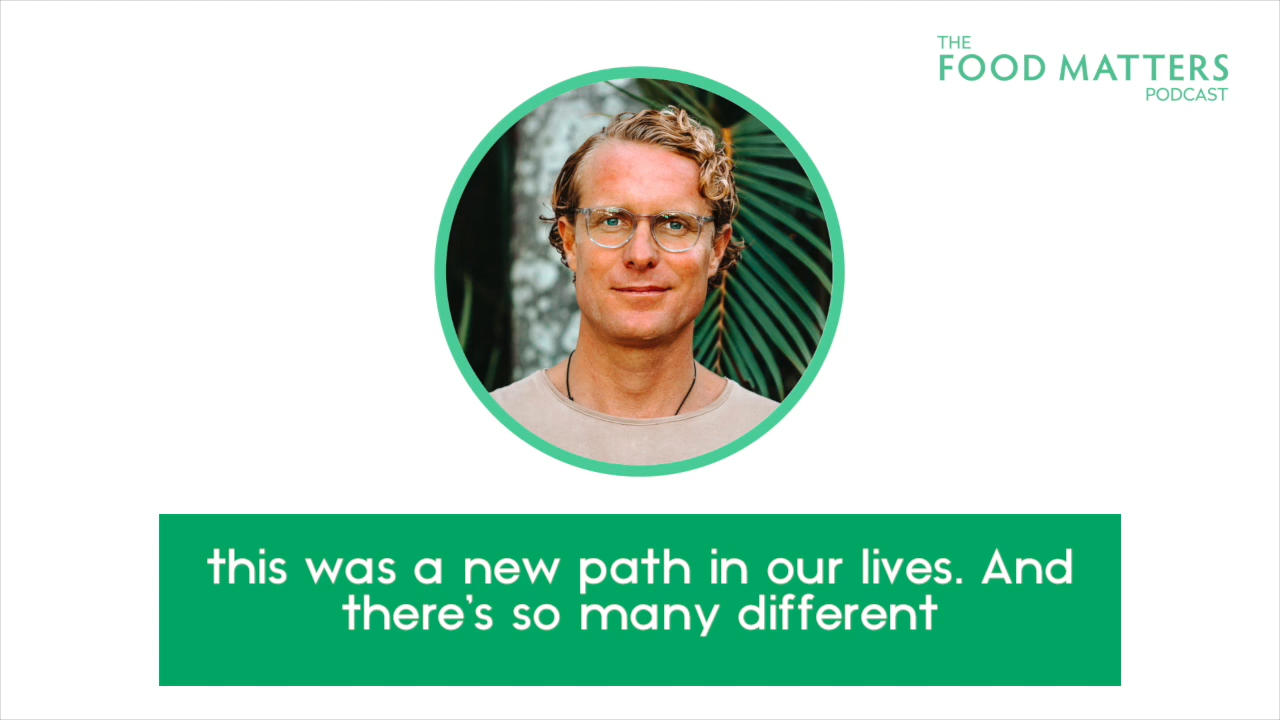 THE
FOOD MATTERS
PODCAST
this was a new path in our lives. And
there's so many different